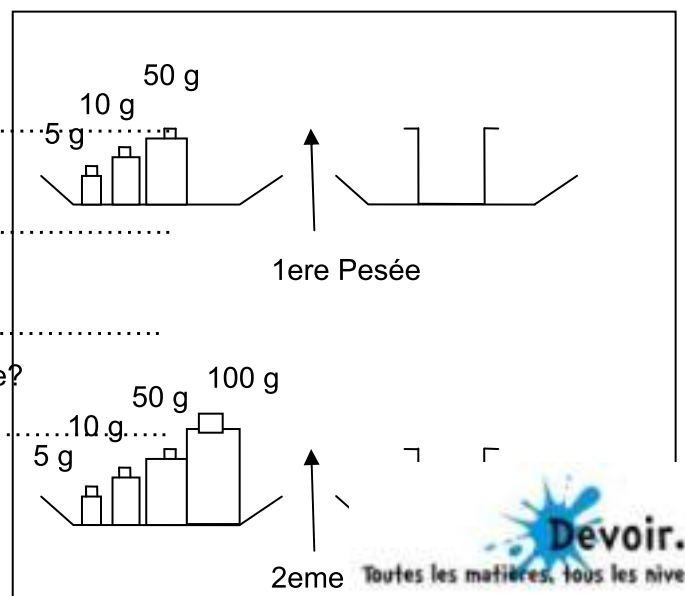 50 g
10 g
5 g
1ere Pesée
e?
100 g
50 g
10 g
5 g
2eme
Devoir.
Toutes les matières, tous les nive